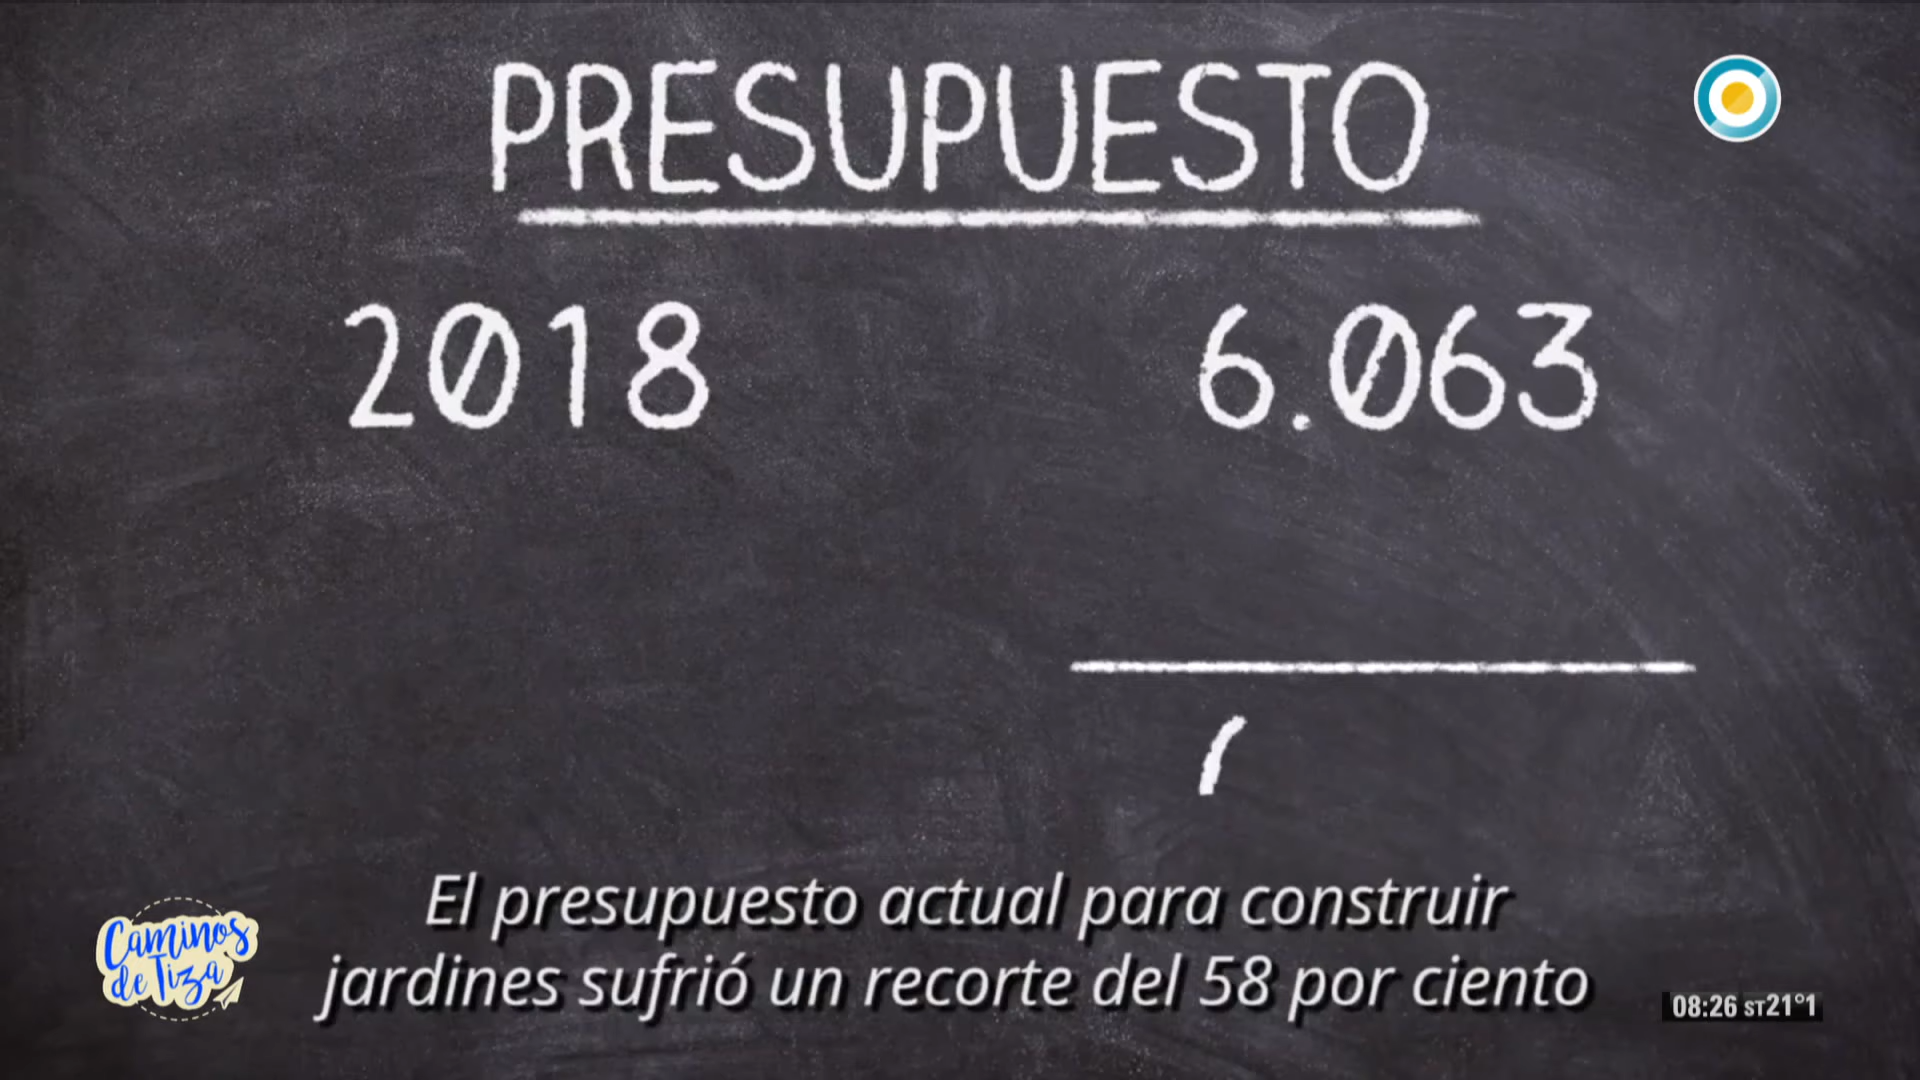 PRESUPUESTO
2018 6.063
El presupuesto actual para construir
jardines sufrió un recorte del 58 por ciento
Caminos
de Tiza
08:26 ST21°1